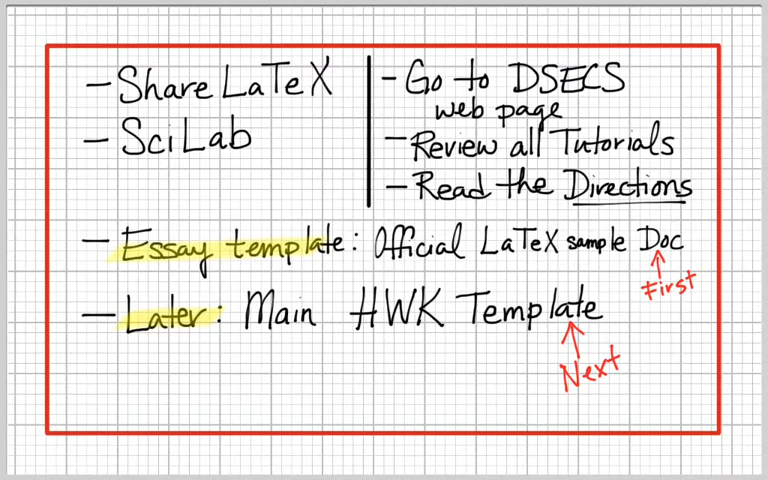 - Share LaTeX
- SciLab
- Go to DSECS
web page
- Review all Tutorials
- Read the Directions
- Essay template: Official LaTeX sample Doc
First
- Later: Main HWK Template
Next